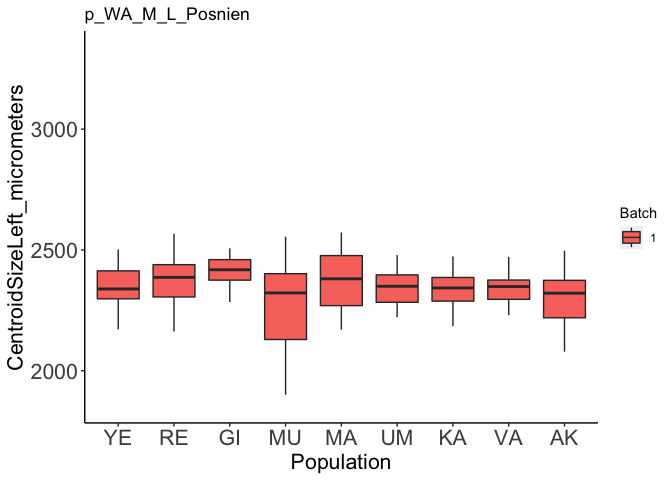 p_WA_M_L_Posnien
CentroidSizeLeft_micrometers
3000
2500
2000
YE RE GI MU MA UM KA VA AK
Population
Batch
1